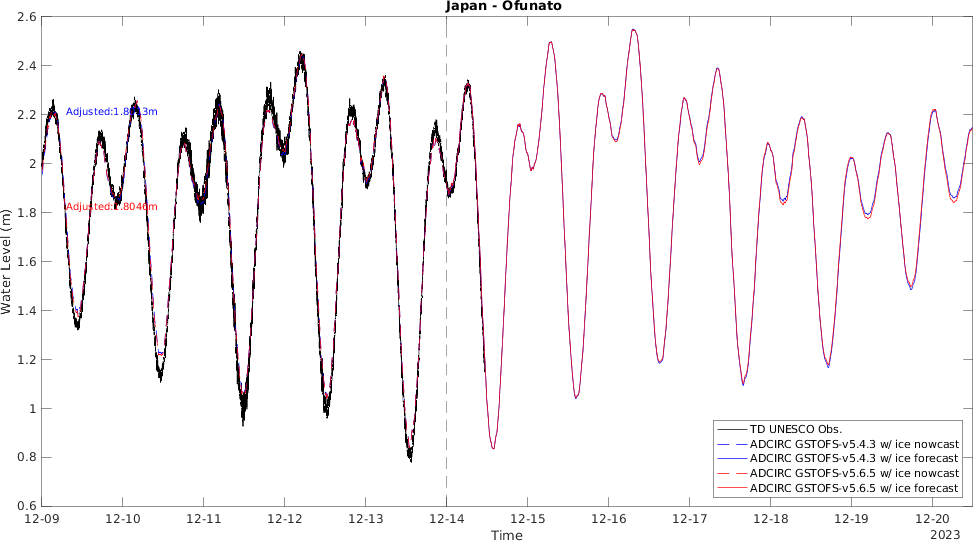 Japan - Ofunato
2.6
2.4
2.2
2
1.8
1.6
1.4
1.2
1
0.8
0.6
Water Level (m)
Adjusted:1.8013m
Adjusted:1.8046m
TD UNESCO Obs.
ADCIRC GSTOFS-v5.4.3 w/ ice nowcast
ADCIRC GSTOFS-v5.4.3 w/ ice forecast
ADCIRC GSTOFS-v5.6.5 w/ ice nowcast
ADCIRC GSTOFS-v5.6.5 w/ ice forecast
12-09 12-10 12-11 12-12 12-13 12-14 12-15 12-16 12-17 12-18 12-19 12-20
Time
2023